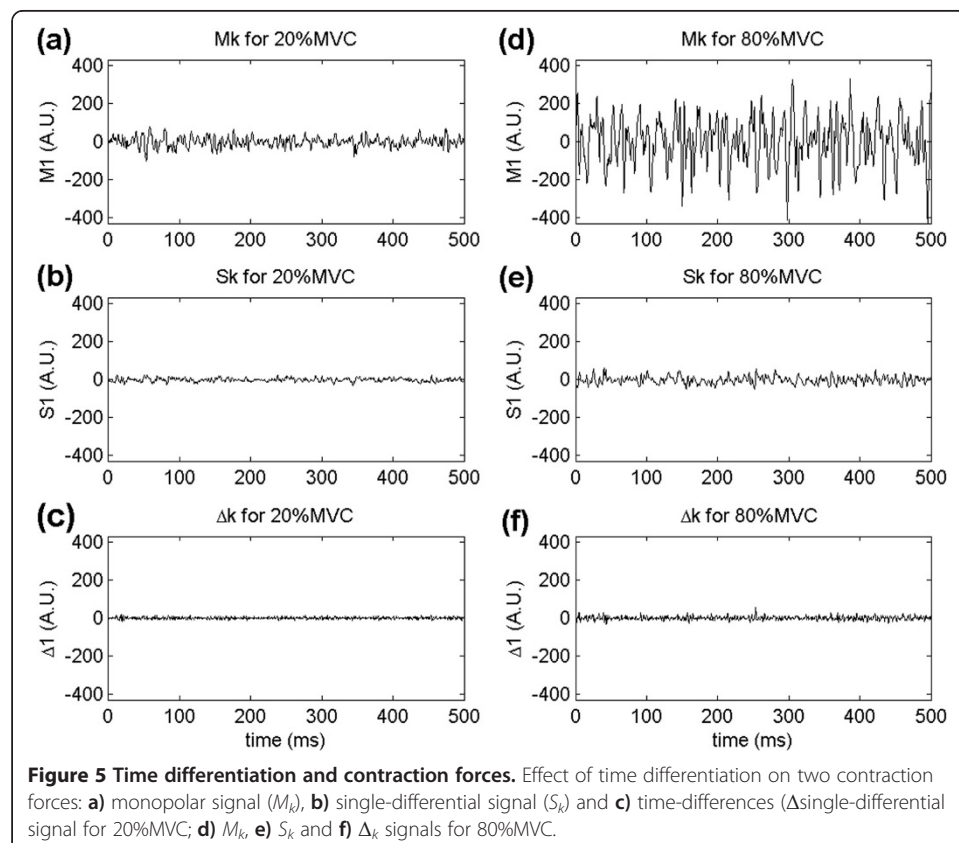 (a) Mk for 20%MVC
400
200
0
-200
-400
M1 (A.U.)
0 100 200 300 400 500
(d) Mk for 80%MVC
400
200
0
-200
-400
M1 (A.U.)
0 100 200 300 400 500
(b) Sk for 20%MVC
400
200
0
-200
-400
S1 (A.U.)
0 100 200 300 400 500
(e) Sk for 80%MVC
400
200
0
-200
-400
S1 (A.U.)
0 100 200 300 400 500
(c) Δk for 20%MVC
400
200
0
-200
-400
Δ1 (A.U.)
0 100 200 300 400 500
time (ms)
(f) Δk for 80%MVC
400
200
0
-200
-400
Δ1 (A.U.)
0 100 200 300 400 500
time (ms)
Figure 5 Time differentiation and contraction forces. Effect of time differentiation on two contraction
forces: a) monopolar signal (Mk), b) single-differential signal (Sk) and c) time-differences (Δsingle-differential
signal for 20%MVC; d) Mk, e) Sk and f) Δk signals for 80%MVC.